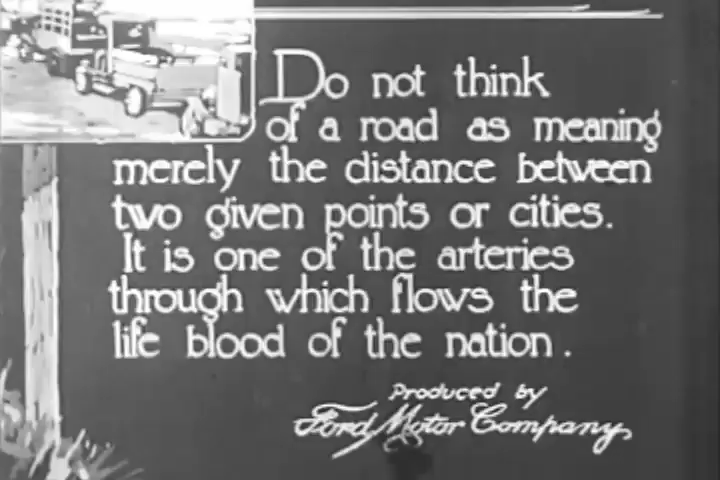 Do not think
of a road as meaning
merely the distance between
two given points or cities.
It is one of the arteries
through which flows the
life blood of the nation.
Produced by
Ford Motor Company